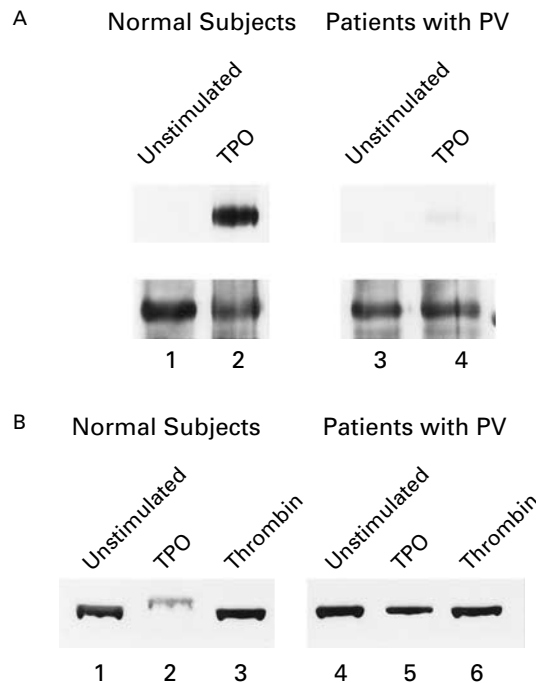 A
Normal Subjects Patients with PV
Unstimulated TPO Unstimulated TPO
1 2 3 4
B
Normal Subjects Patients with PV
Unstimulated TPO Thrombin Unstimulated TPO Thrombin
1 2 3 4 5 6